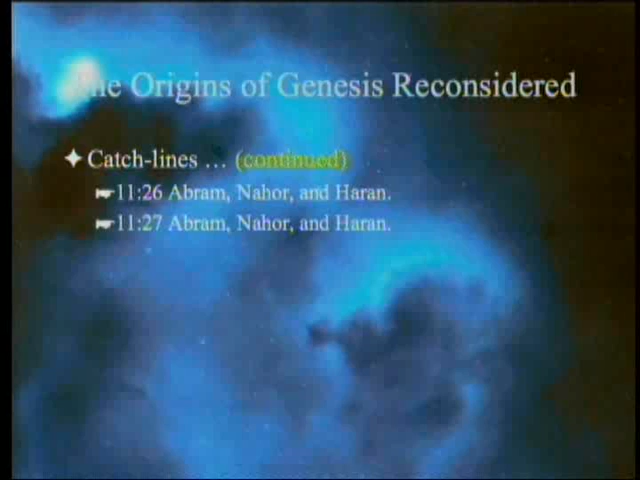 The Origins of Genesis Reconsidered
Catch-lines … (continued)
11:26 Abram, Nahor, and Haran.
11:27 Abram, Nahor, and Haran.